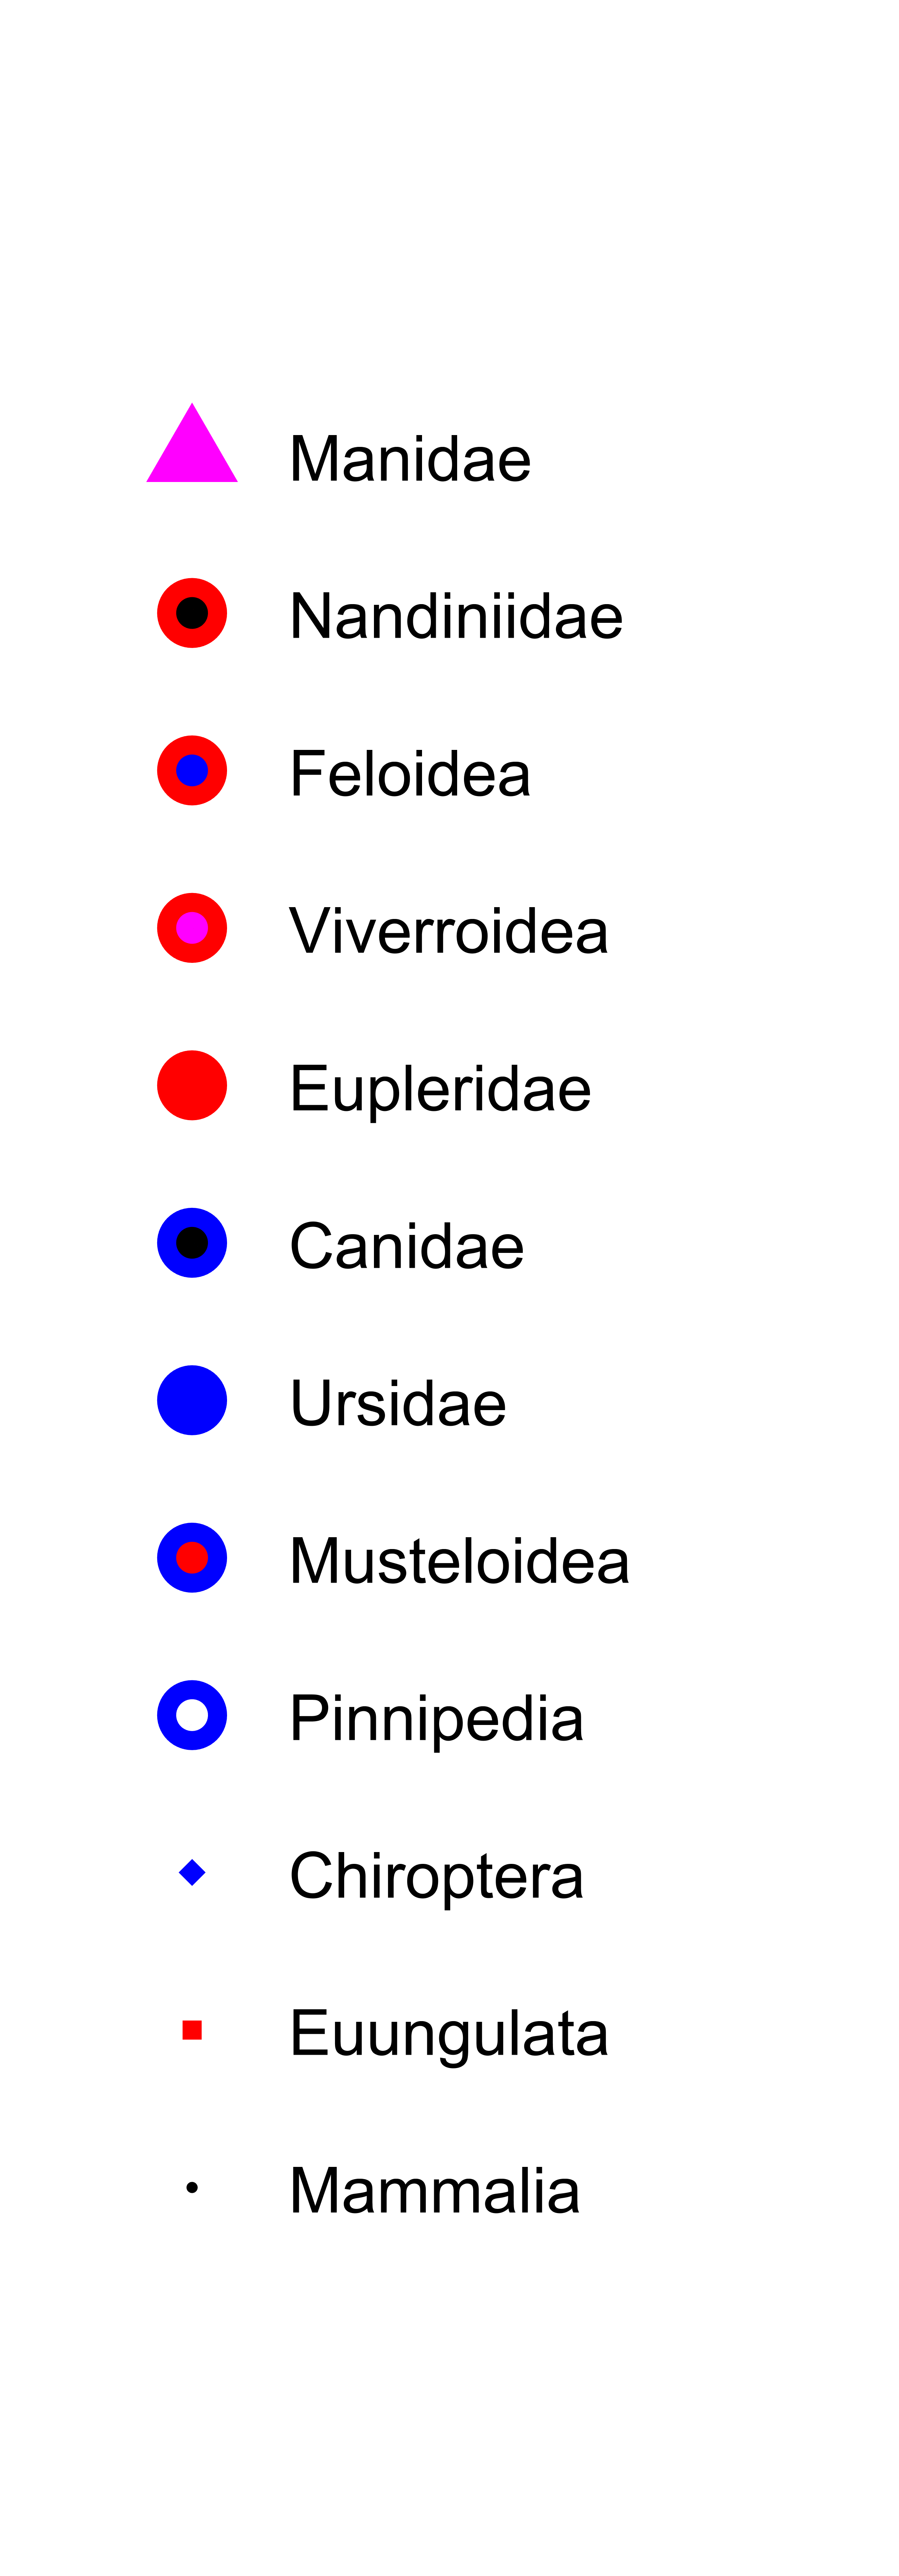 Manidae
Nandiniidae
Feloidea
Viverroidea
Eupleridae
Canidae
Ursidae
Musteloidea
Pinnipedia
Chiroptera
Euungulata
Mammalia